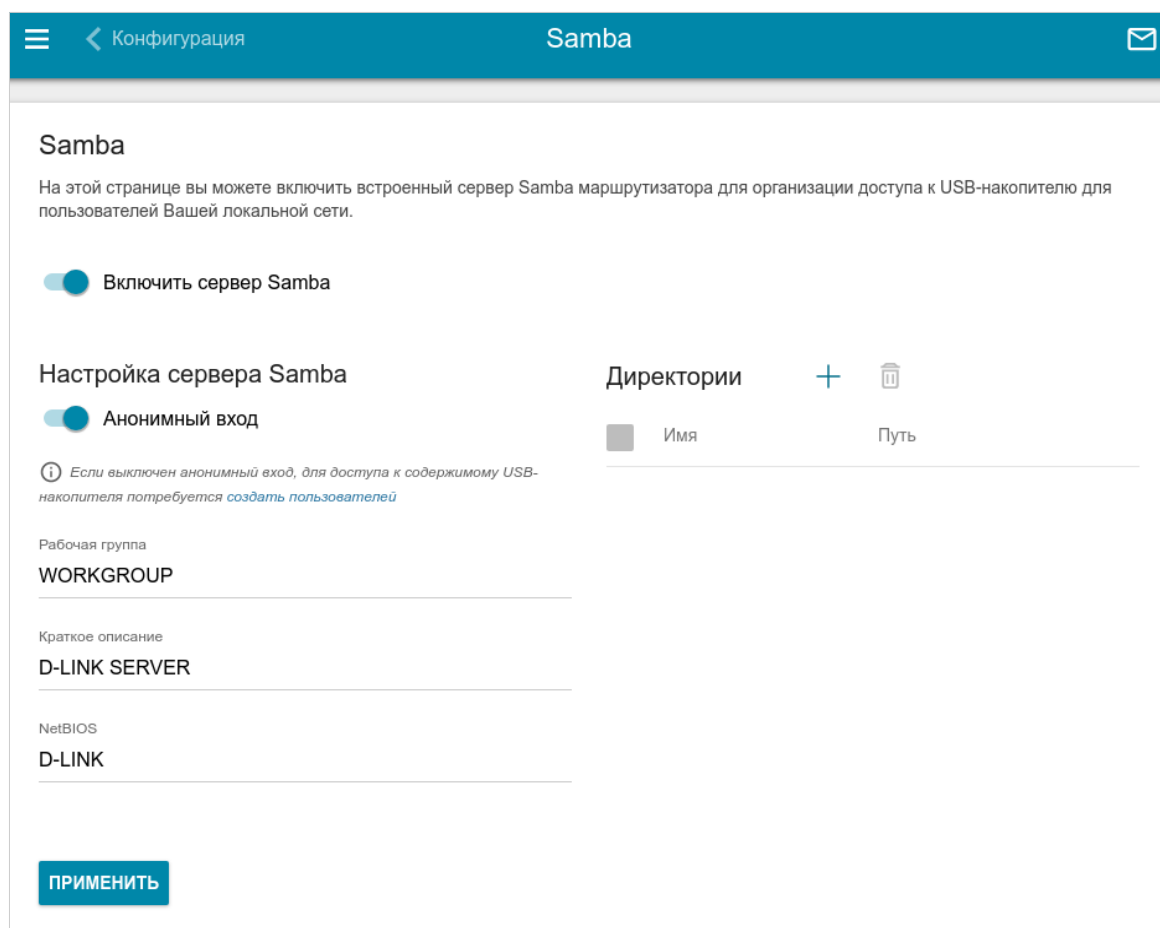 Конфигурация
Samba
Samba
На этой странице вы можете включить встроенный сервер Samba маршрутизатора для организации доступа к USB-накопителю для
пользователей Вашей локальной сети.
Включить сервер Samba
Настройка сервера Samba
Анонимный вход
Если выключен анонимный вход, для доступа к содержимому USB-
накопителя потребуется создать пользователей
Рабочая группа
WORKGROUP
Краткое описание
D-LINK SERVER
NetBIOS
D-LINK
ПРИМЕНИТЬ
Директории
Имя Путь